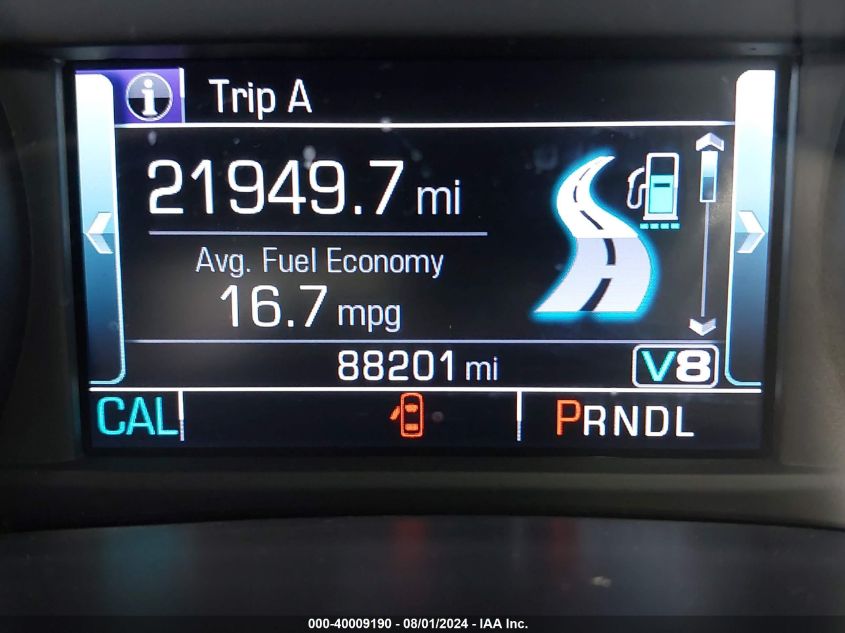 i Trip A
21949.7 mi
Avg. Fuel Economy
16.7 mpg
88201 mi V8
CAL PRNDL
000-40009190 - 08/01/2024 - IAA Inc.